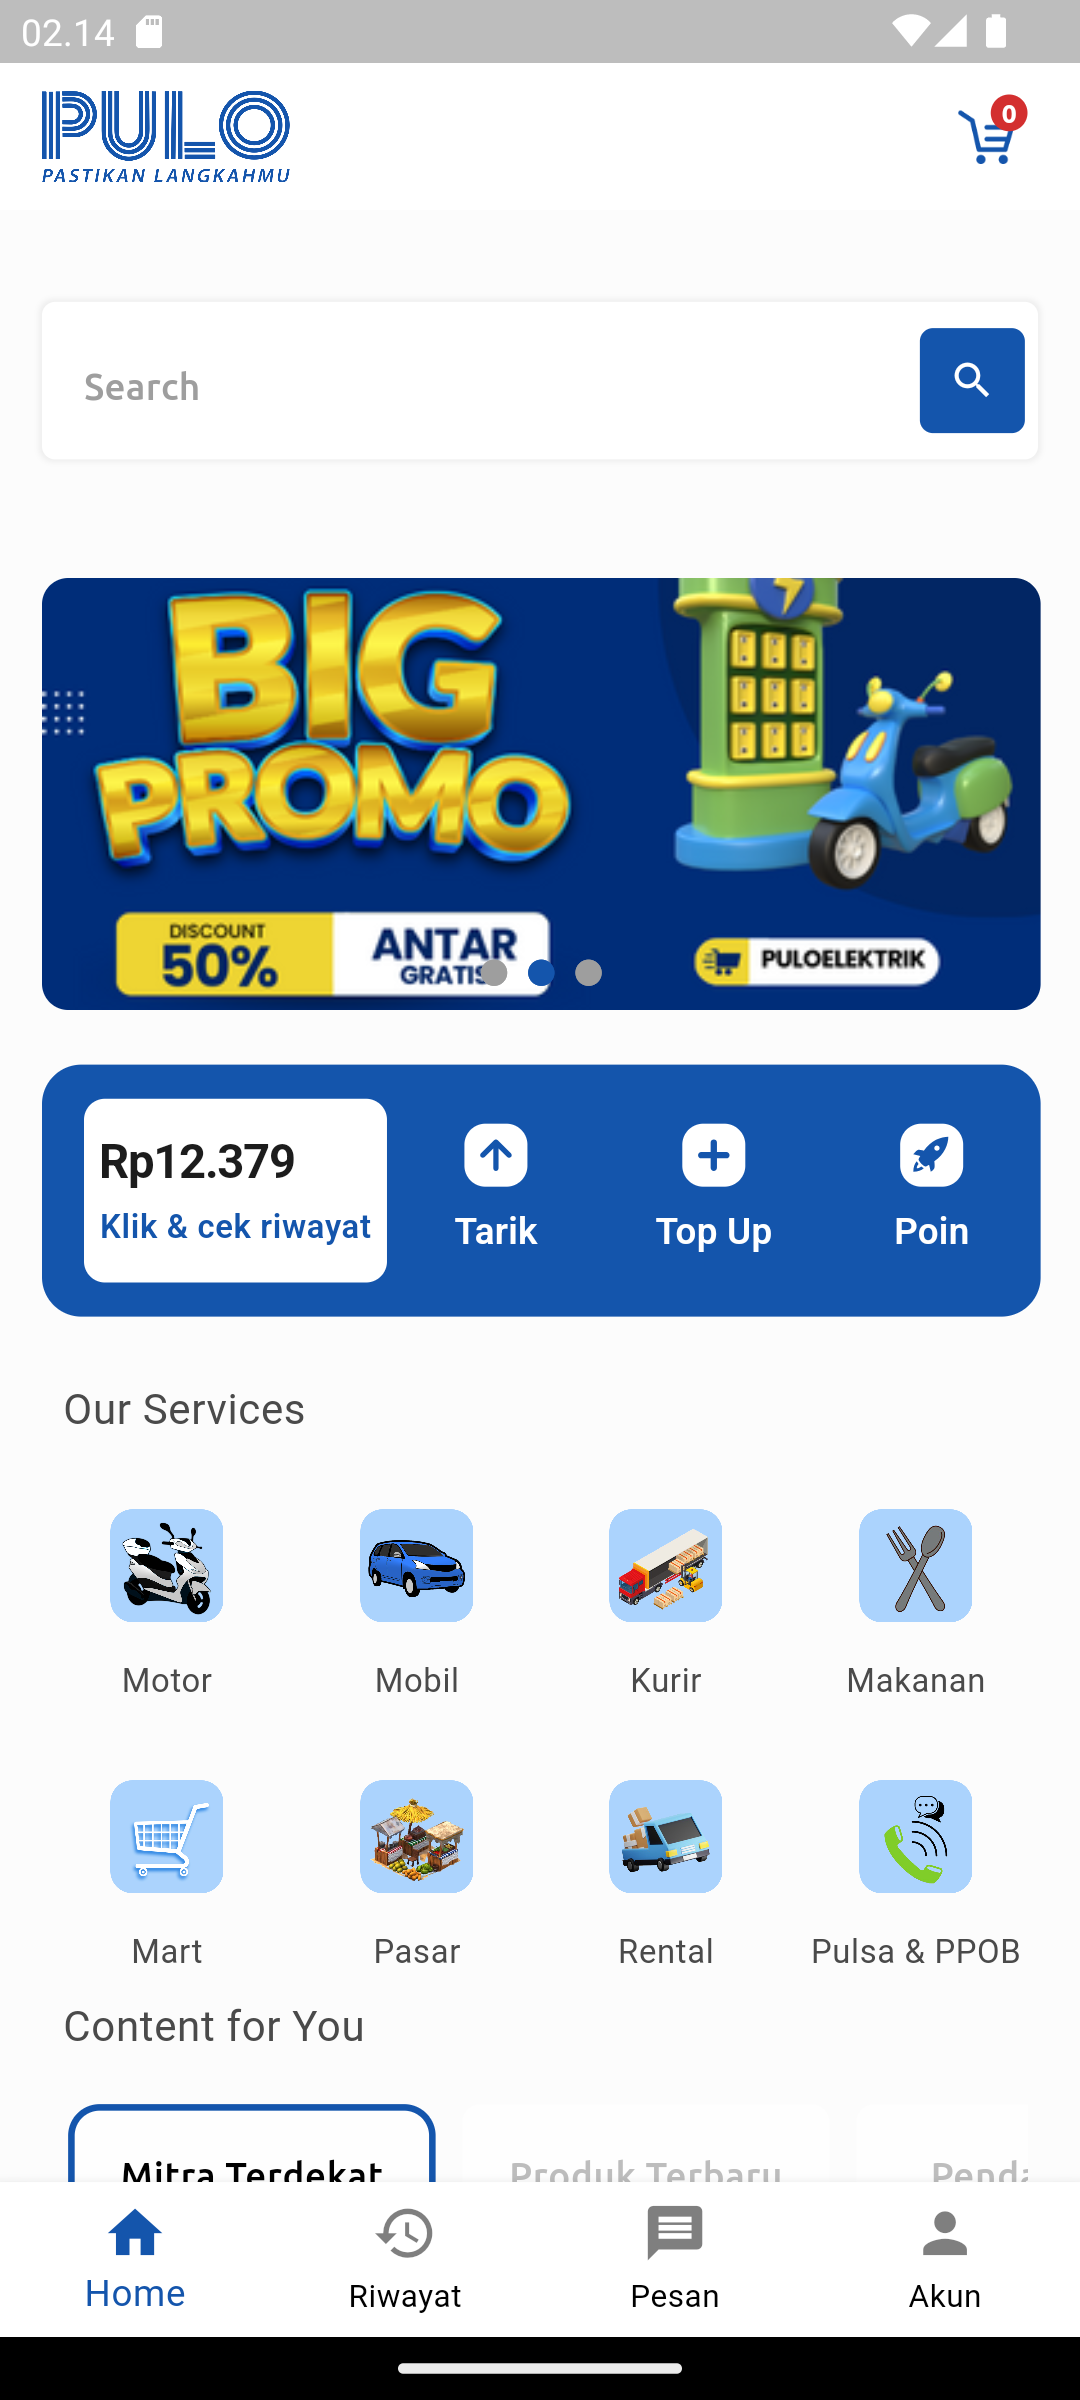 02.14
PULO
PASTIKAN LANGKAHMU
0
Search
BIG
PROMO
DISCOUNT
50%
ANTAR
GRATIS
PULOELEKTRIK
Rp12.379
Klik & cek riwayat
Tarik
Top Up
Poin
Our Services
Motor
Mobil
Kurir
Makanan
Mart
Pasar
Rental
Pulsa & PPOB
Content for You
Mitra Terdekat
Produk Terbaru
Home
Riwayat
Pesan
Akun